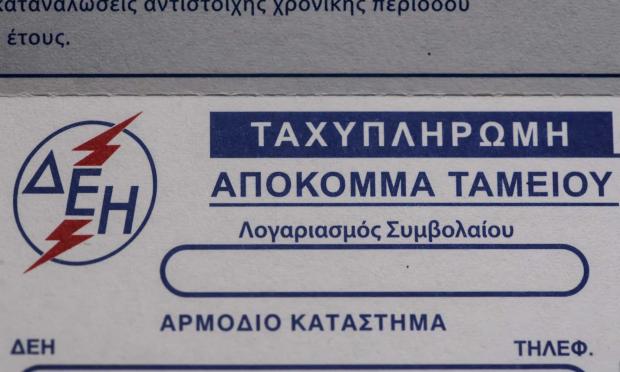 καταναλώσεις αντίστοιχης χρονικής περιόδου
έτους.
ΔΕΗ
ΤΑΧΥΠΛΗΡΩΜΗ
ΑΠΟΚΟΜΜΑ ΤΑΜΕΙΟΥ
Λογαριασμός Συμβολαίου
ΑΡΜΟΔΙΟ ΚΑΤΑΣΤΗΜΑ
ΔΕΗ ΤΗΛΕΦ.